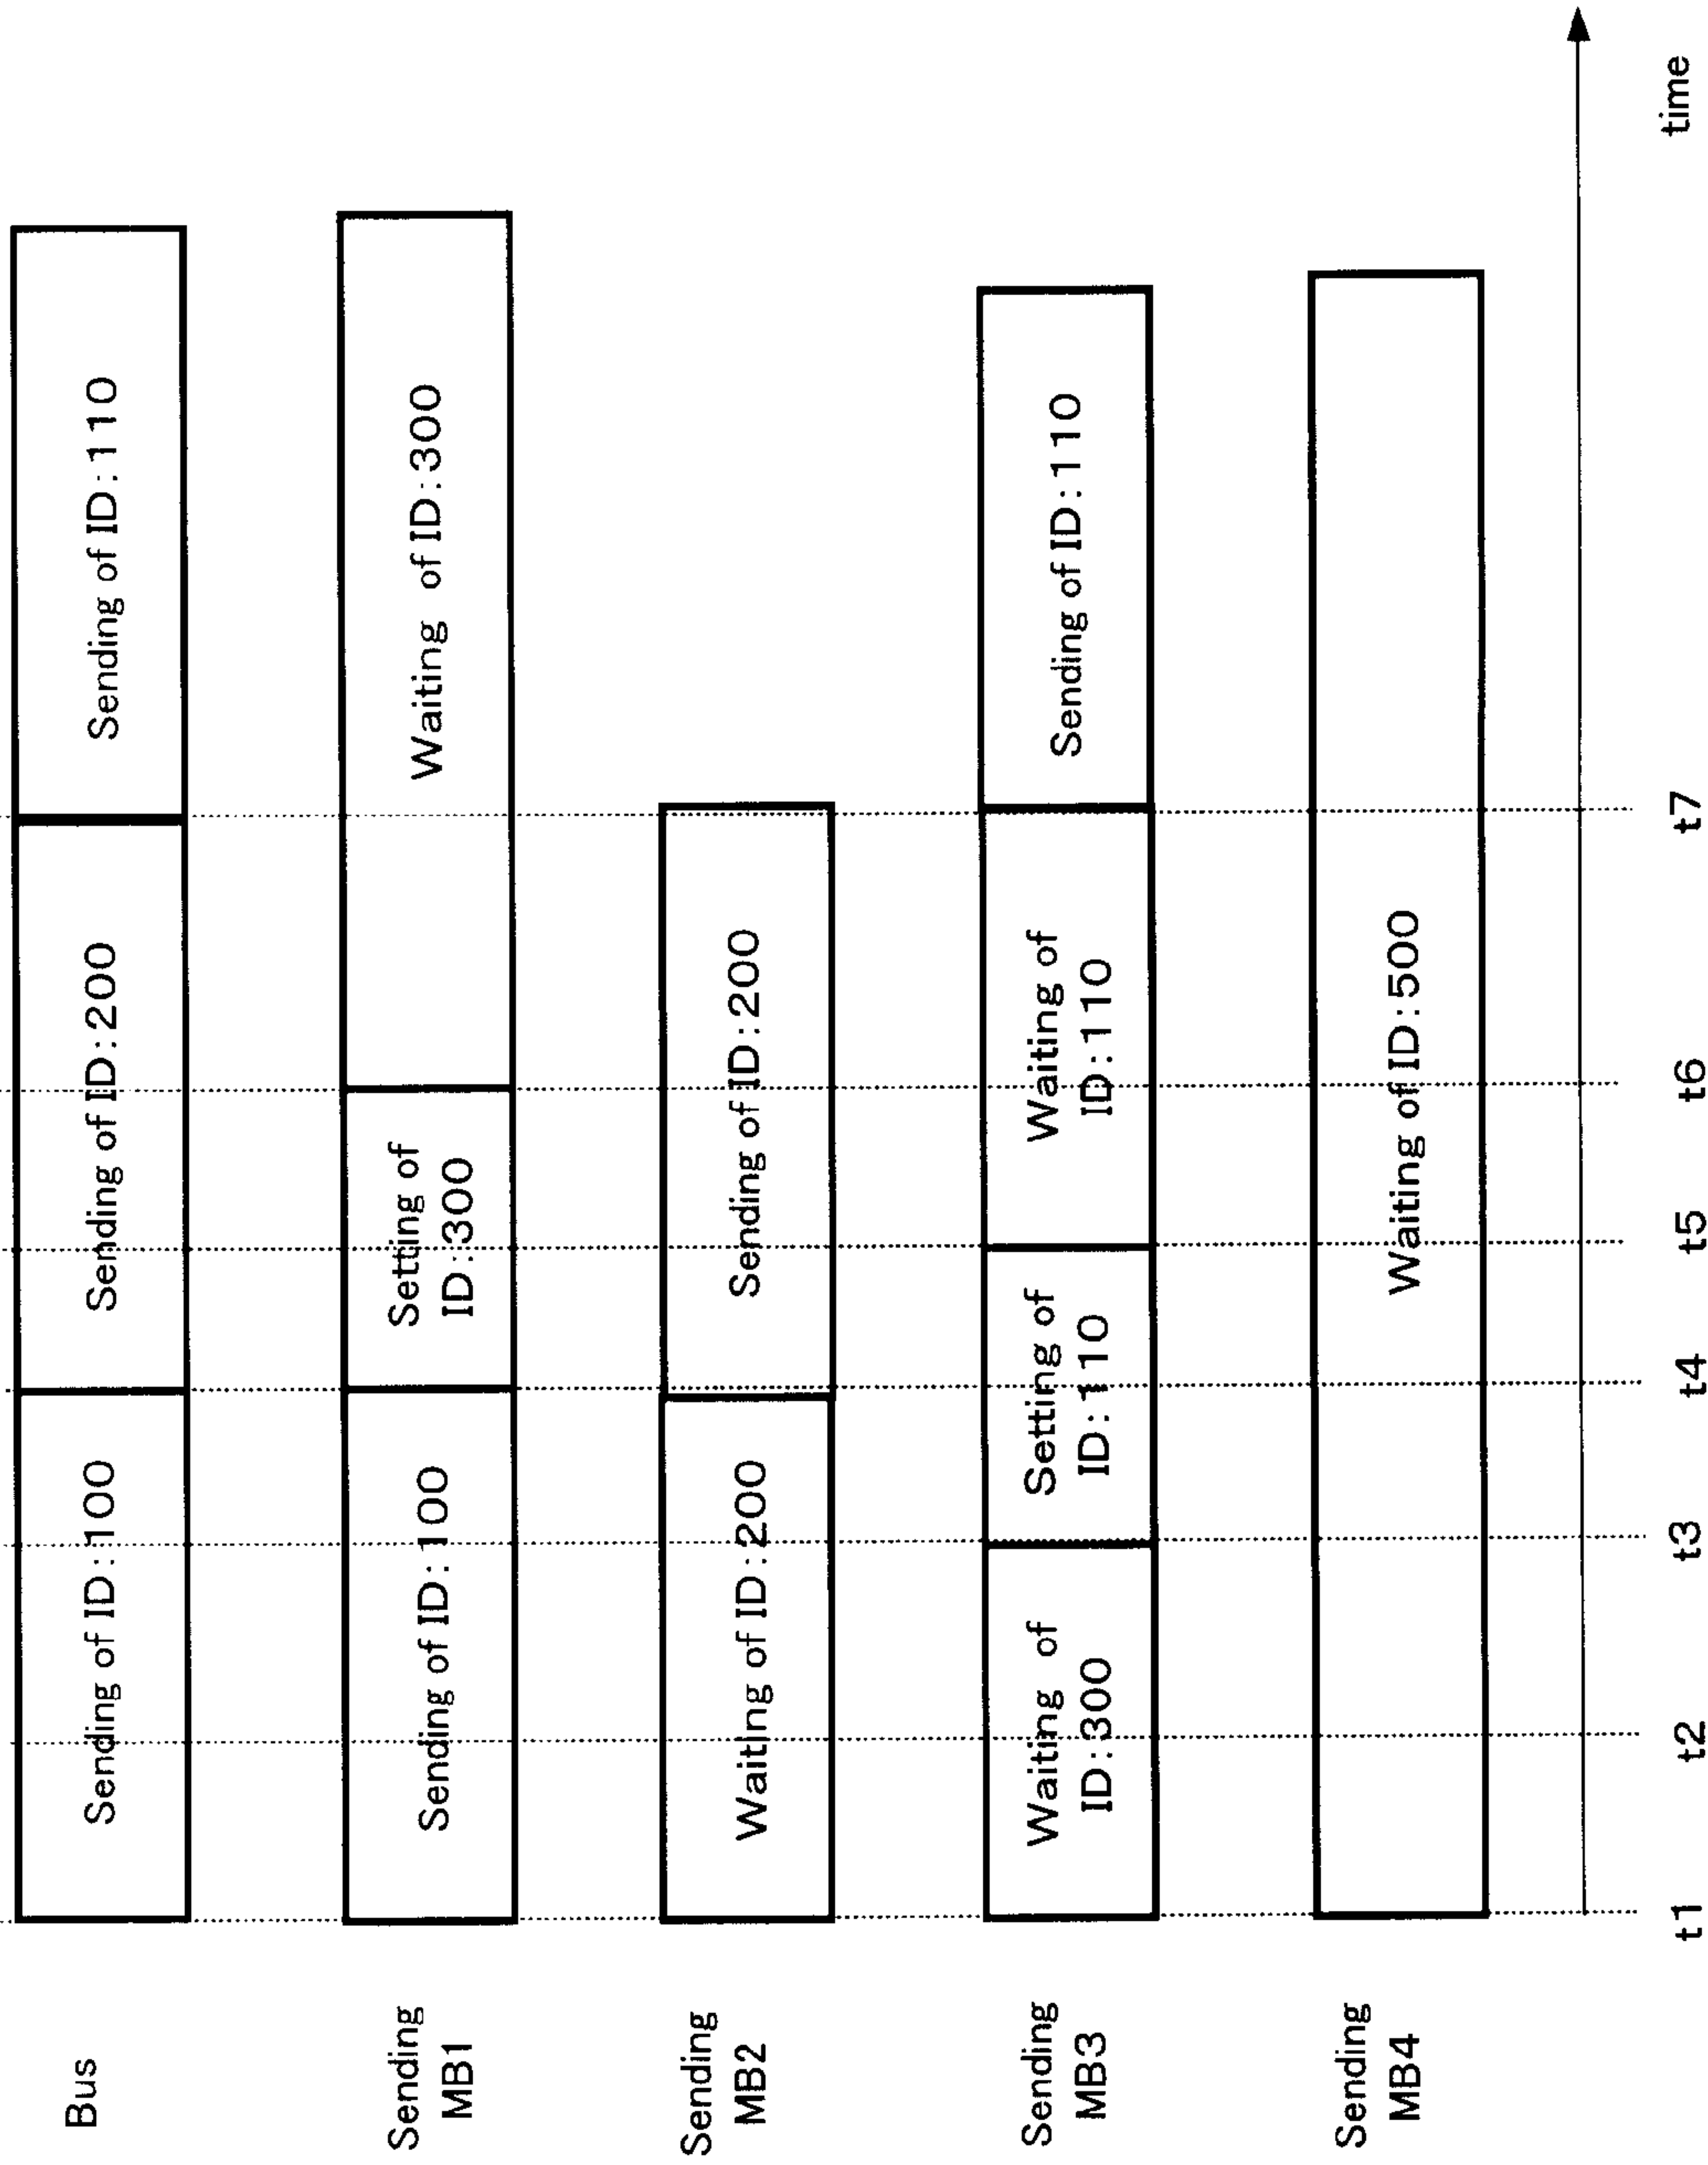 Bus
Sending of ID:100
Sending of ID:200
Sending of ID:110
Sending
MB1
Sending of ID:100
Setting of
ID:300
Waiting of ID:300
Sending
MB2
Waiting of ID:200
Sending of ID:200
Sending
MB3
Waiting of
ID:300
Setting of
ID:110
Waiting of
ID:110
Sending of ID:110
Sending
MB4
Waiting of ID:500
t1 t2 t3 t4 t5 t6 t7 time